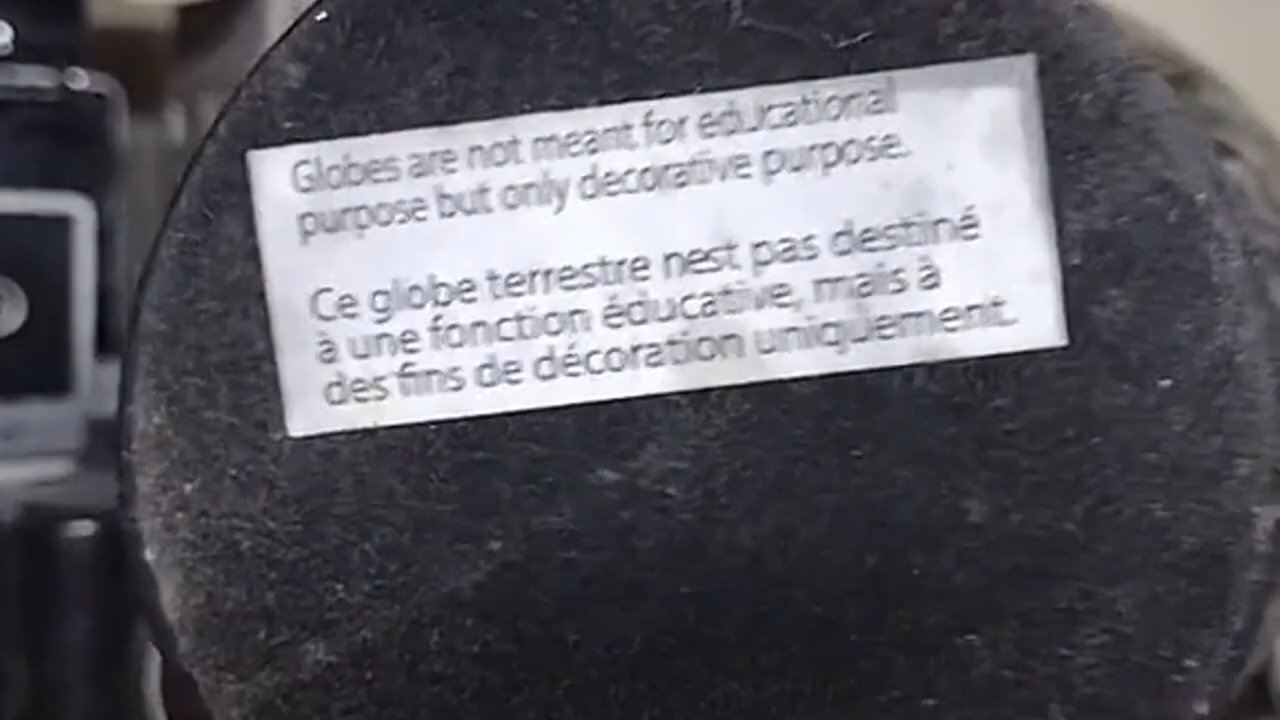 Globes are not meant for educational
purpose but only decorative purpose.
Ce globe terrestre nest pas destiné
à une fonction éducative, mais à
des fins de décoration uniquement.